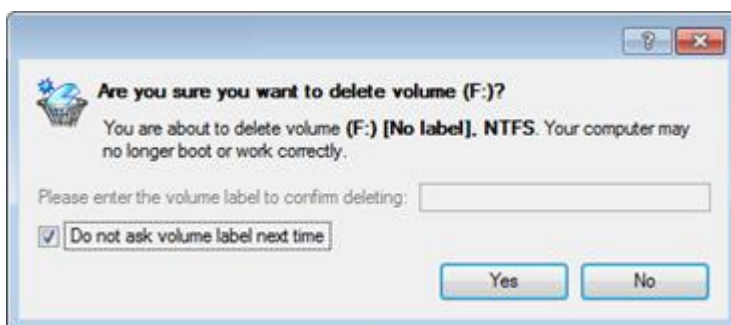 Are you sure you want to delete volume (F:)?
You are about to delete volume (F:) [No label], NTFS. Your computer may
no longer boot or work correctly.
Please enter the volume label to confirm deleting:
Do not ask volume label next time
Yes No